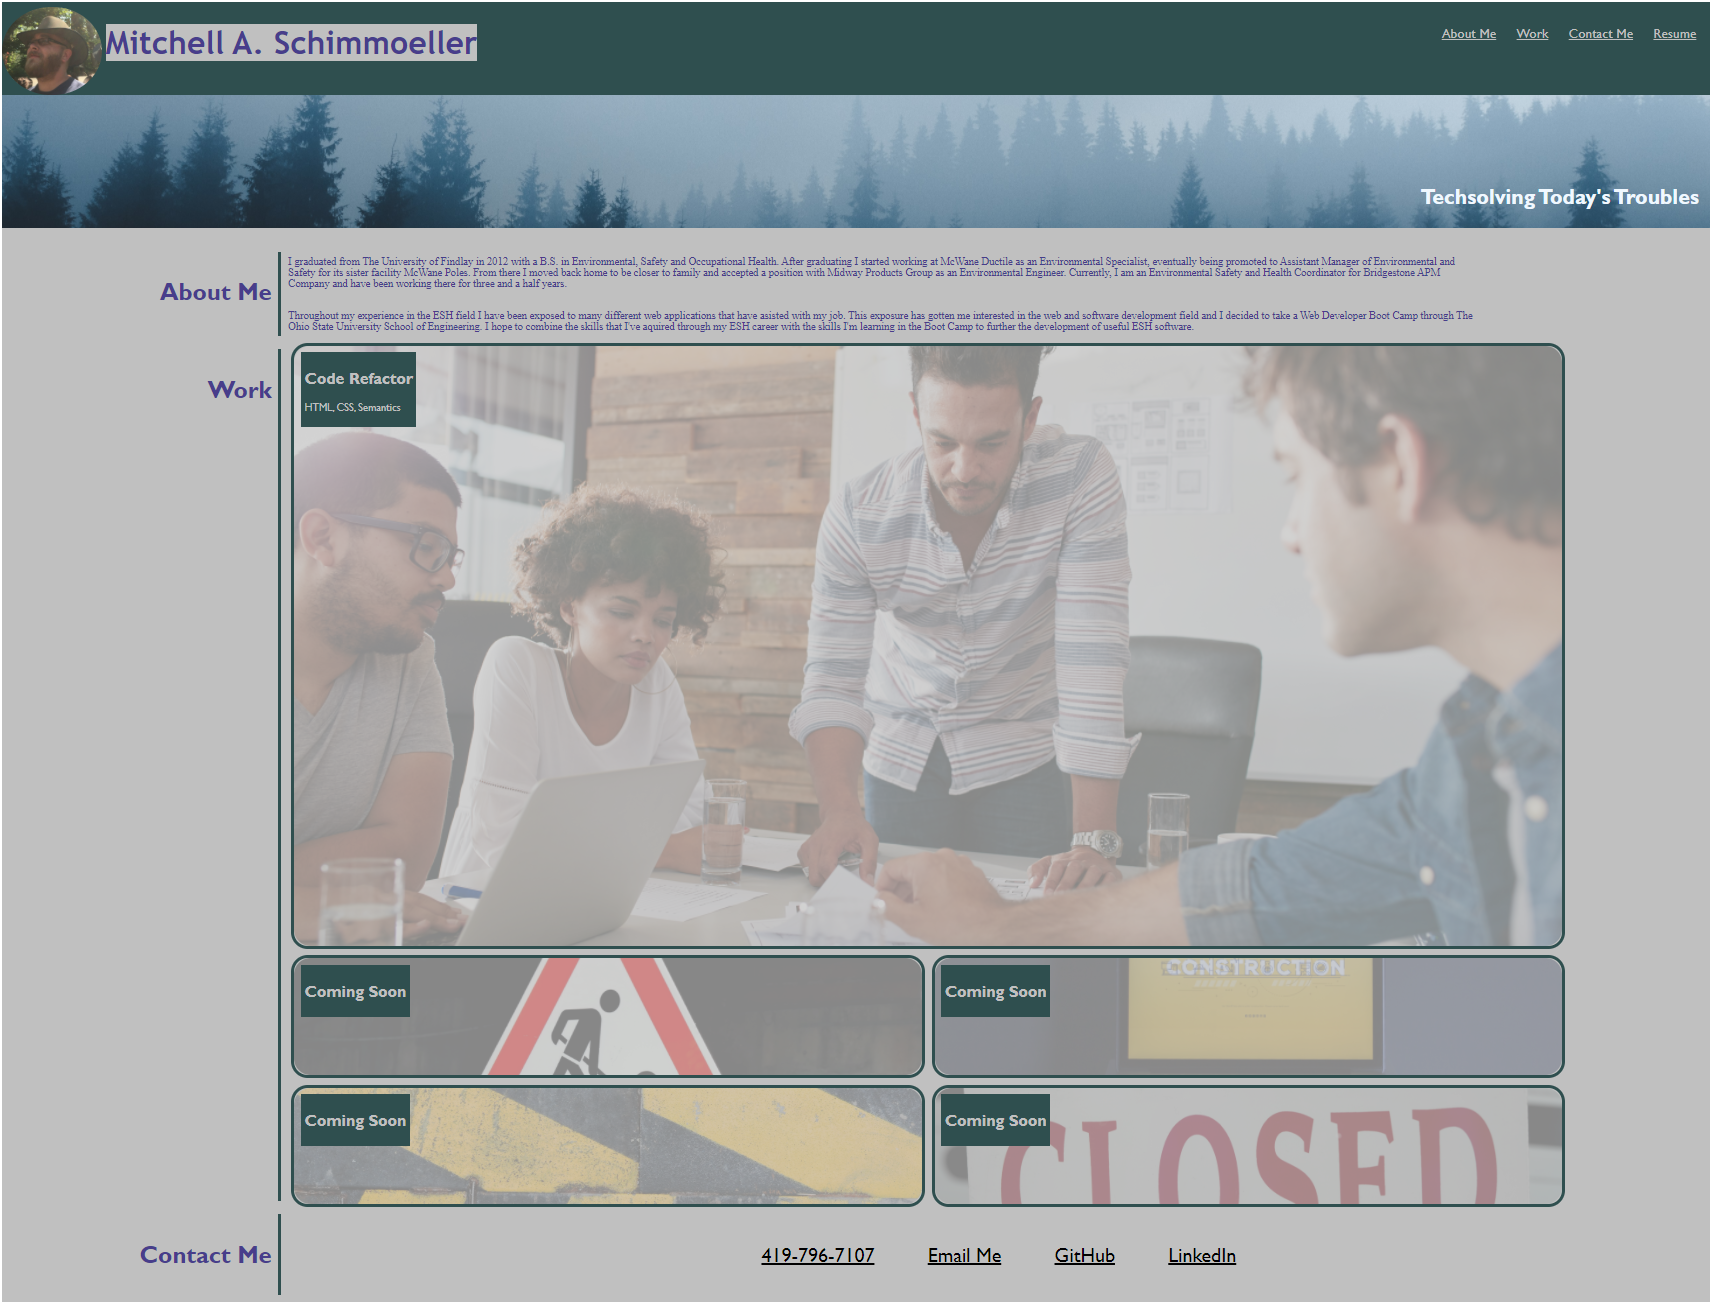 Mitchell A. Schimmoeller
About Me Work Contact Me Resume
Techsolving Today's Troubles
About Me
I graduated from The University of Findlay in 2012 with a B.S. in Environmental, Safety and Occupational Health. After graduating I started working at McWane Ductile as an Environmental Specialist, eventually being promoted to Assistant Manager of Environmental and
Safety for its sister facility McWane Poles. From there I moved back home to be closer to family and accepted a position with Midway Products Group as an Environmental Engineer. Currently, I am an Environmental Safety and Health Coordinator for Bridgestone APM
Company and have been working there for three and a half years.
Throughout my experience in the ESH field I have been exposed to many different web applications that have asisted with my job. This exposure has gotten me interested in the web and software development field and I decided to take a Web Developer Boot Camp through The
Ohio State University School of Engineering. I hope to combine the skills that I've aquired through my ESH career with the skills I'm learning in the Boot Camp to further the development of useful ESH software.
Work
Code Refactor
HTML, CSS, Semantics
Coming Soon
Coming Soon
CONSTRUCTION
Coming Soon
Coming Soon
CLOSED
Contact Me
419-796-7107 Email Me GitHub LinkedIn